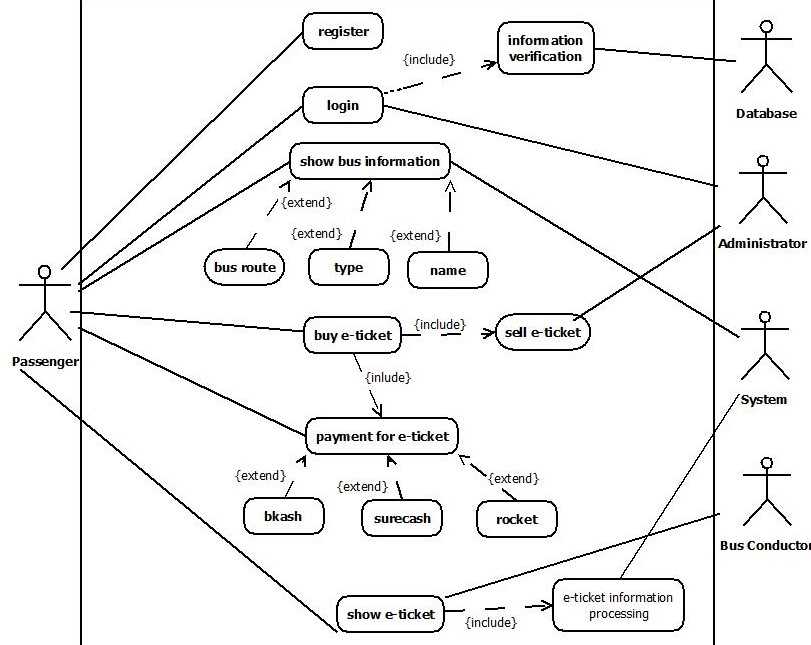 register
information
verification
{include}
Database
login
show bus information
{extend}
{extend}
{extend}
Administrator
bus route
type
name
buy e-ticket
{include}
sell e-ticket
Passenger
{inlude}
System
payment for e-ticket
{extend}
{extend}
{extend}
bkash
surecash
rocket
Bus Conductor
show e-ticket
{include}
e-ticket information
processing